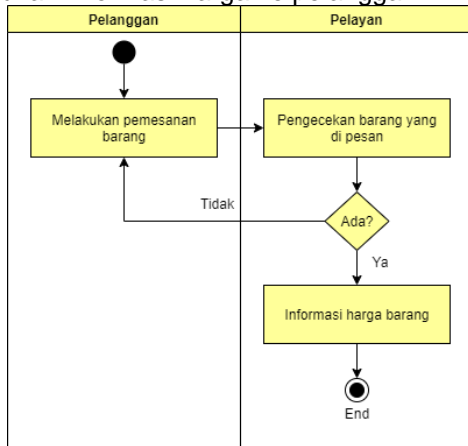 Pelanggan
Pelayan
Melakukan pemesanan
barang
Pengecekan barang yang
di pesan
Tidak
Ada?
Ya
Informasi harga barang
End